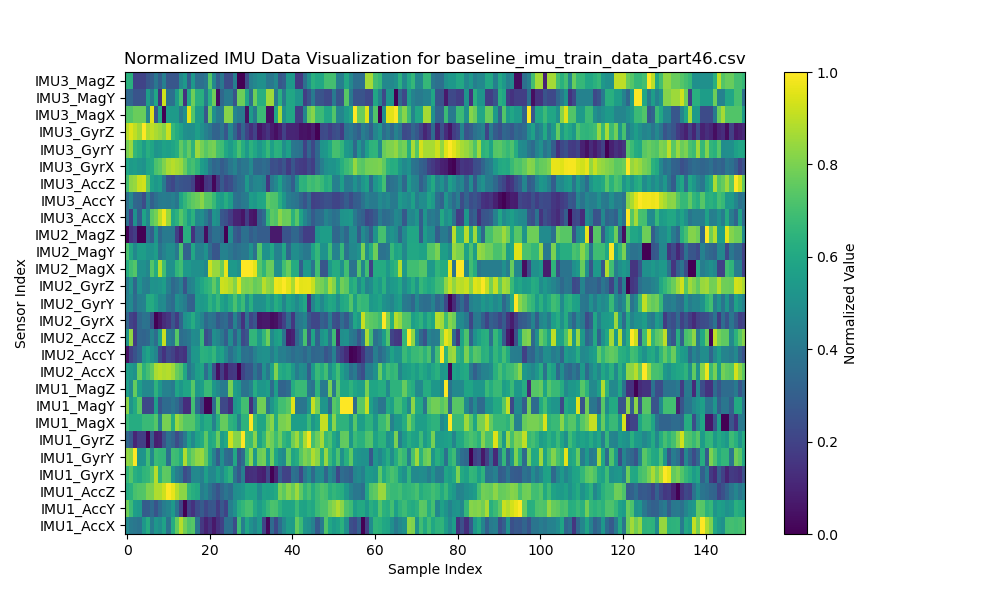 Normalized IMU Data Visualization for baseline_imu_train_data_part46.csv
IMU3_MagZ
IMU3_MagY
IMU3_MagX
IMU3_GyrZ
IMU3_GyrY
IMU3_GyrX
IMU3_AccZ
IMU3_AccY
IMU3_AccX
IMU2_MagZ
IMU2_MagY
IMU2_MagX
IMU2_GyrZ
IMU2_GyrY
IMU2_GyrX
IMU2_AccZ
IMU2_AccY
IMU2_AccX
IMU1_MagZ
IMU1_MagY
IMU1_MagX
IMU1_GyrZ
IMU1_GyrY
IMU1_GyrX
IMU1_AccZ
IMU1_AccY
IMU1_AccX
Sensor Index
0 20 40 60 80 100 120 140
Sample Index
1.0
0.8
0.6
0.4
0.2
0.0
Normalized Value